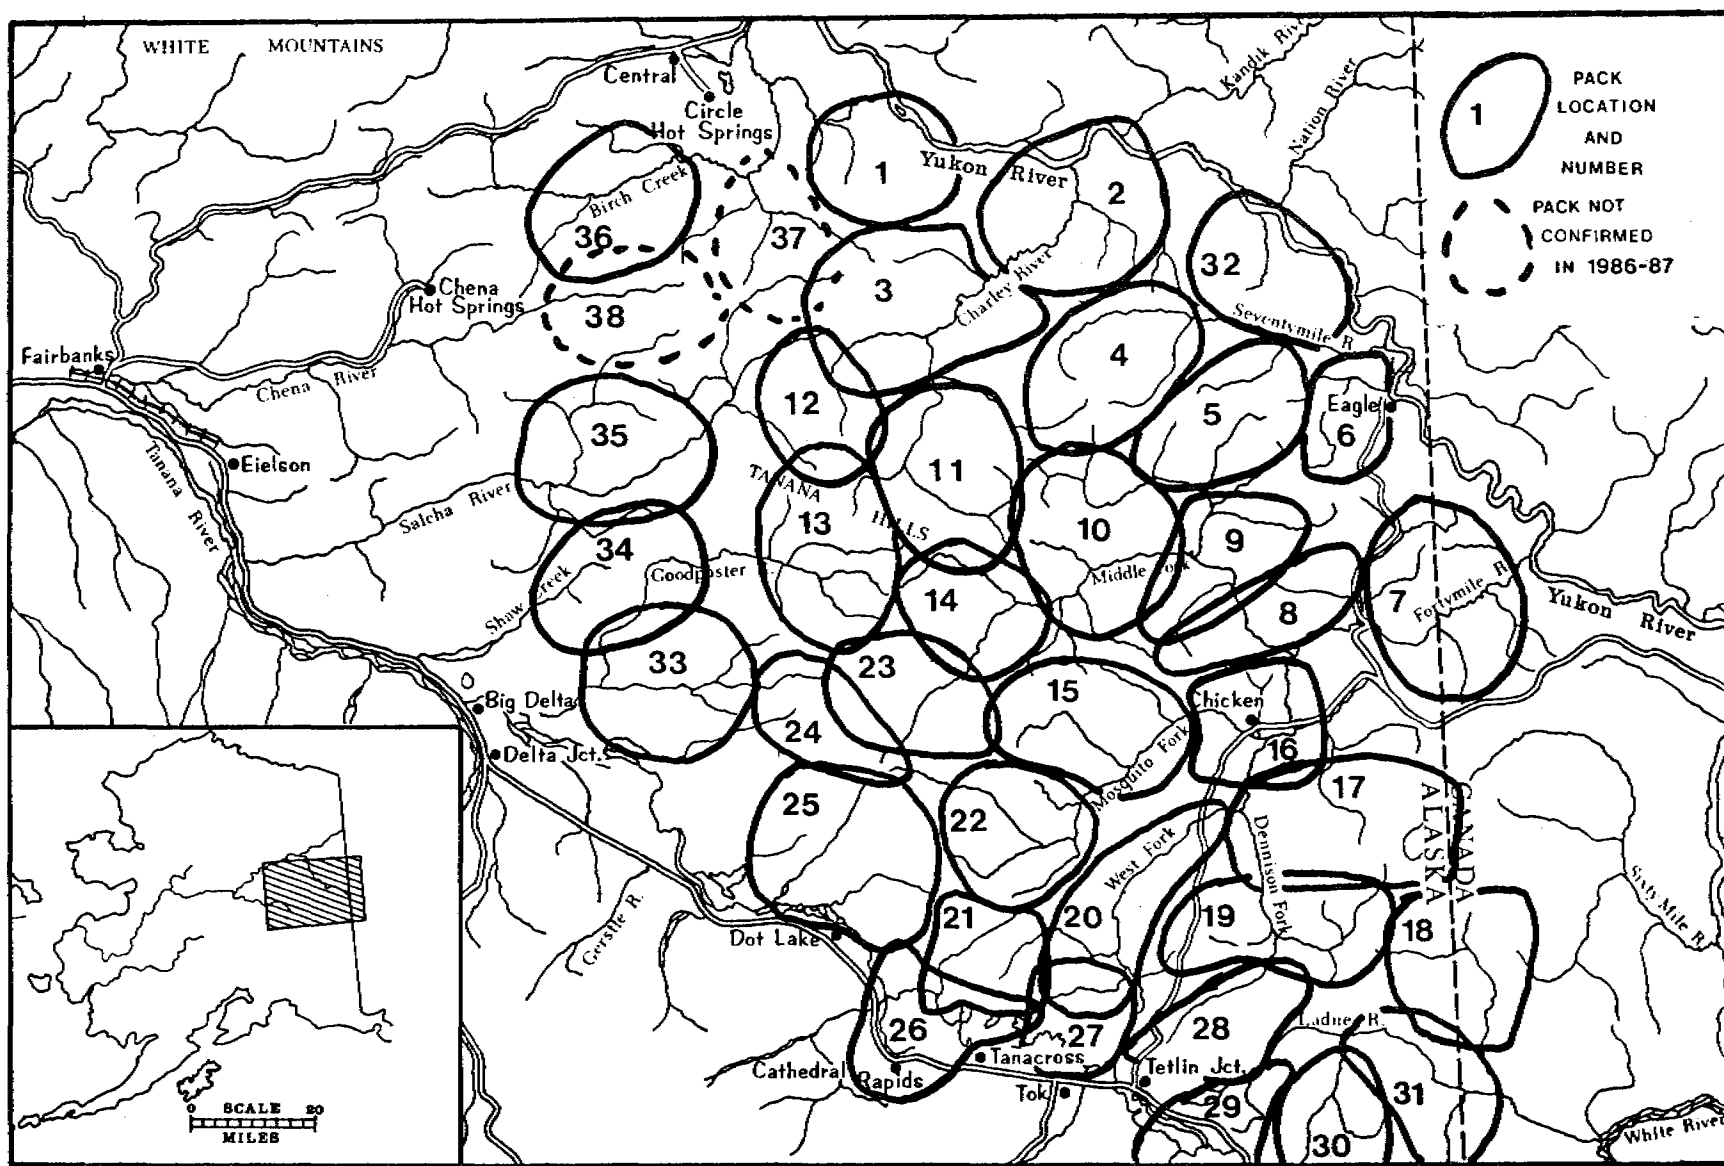 WHITE MOUNTAINS
Central
Circle
Hot Springs
Kandik River
Nation River
1
PACK
LOCATION
AND
NUMBER
PACK NOT
CONFIRMED
IN 1986-87
1
Yukon River
2
Birch Creek
36
37
32
3
Charley River
Chena
Hot Springs
38
Seventymile R.
Fairbanks
Chena River
4
12
5
Eagle
6
35
11
Eielson
Tanana River
TANANA HILLS
Salcha River
13
10
9
34
Goodpaster
Middle Fork
Shaw Creek
14
8
7
Fortymile R.
Yukon River
33
23
15
Chicken
Big Delta
24
16
Delta Jct.
Mosquito Fork
17
25
22
CANADA
ALASKA
West Fork
Dennison Fork
Sixty Mile R.
21
20
19
18
Gerstle R.
Dot Lake
26
27
28
Ladue R.
Tanacross
Cathedral Rapids
Tetlin Jct.
Tok
29
31
30
White River
0 SCALE 20
MILES